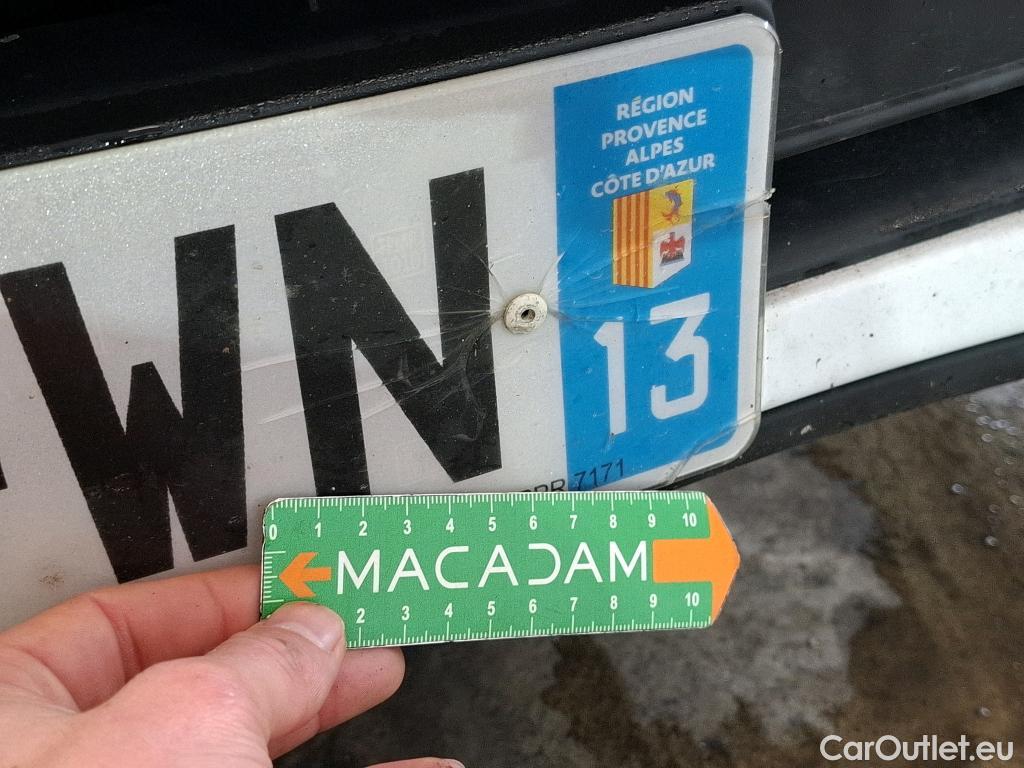 WN
RÉGION
PROVENCE
ALPES
CÔTE D'AZUR
13
7171
0 1 2 3 4 5 6 7 8 9 10
MACADAM
2 3 4 5 6 7 8 9 10
CarOutlet.eu